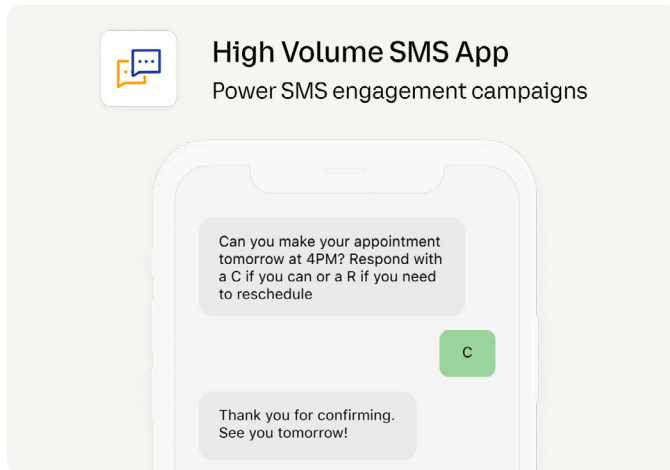 High Volume SMS App
Power SMS engagement campaigns
Can you make your appointment
tomorrow at 4PM? Respond with
a C if you can or a R if you need
to reschedule
C
Thank you for confirming.
See you tomorrow!